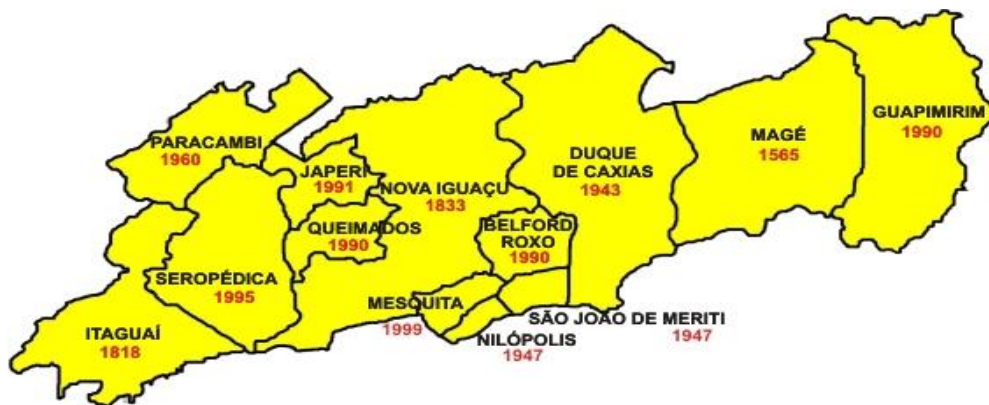 PARACAMBI
1960
JAPERI
1991
NOVA IGUAÇU
1833
QUEIMADOS
1990
SEROPÉDICA
1995
ITAGUAÍ
1818
MESQUITA
1999
NILÓPOLIS
1947
SÃO JOÃO DE MERITI
1947
BELFORD
ROXO
1990
DUQUE
DE CAXIAS
1943
MAGÉ
1565
GUAPIMIRIM
1990